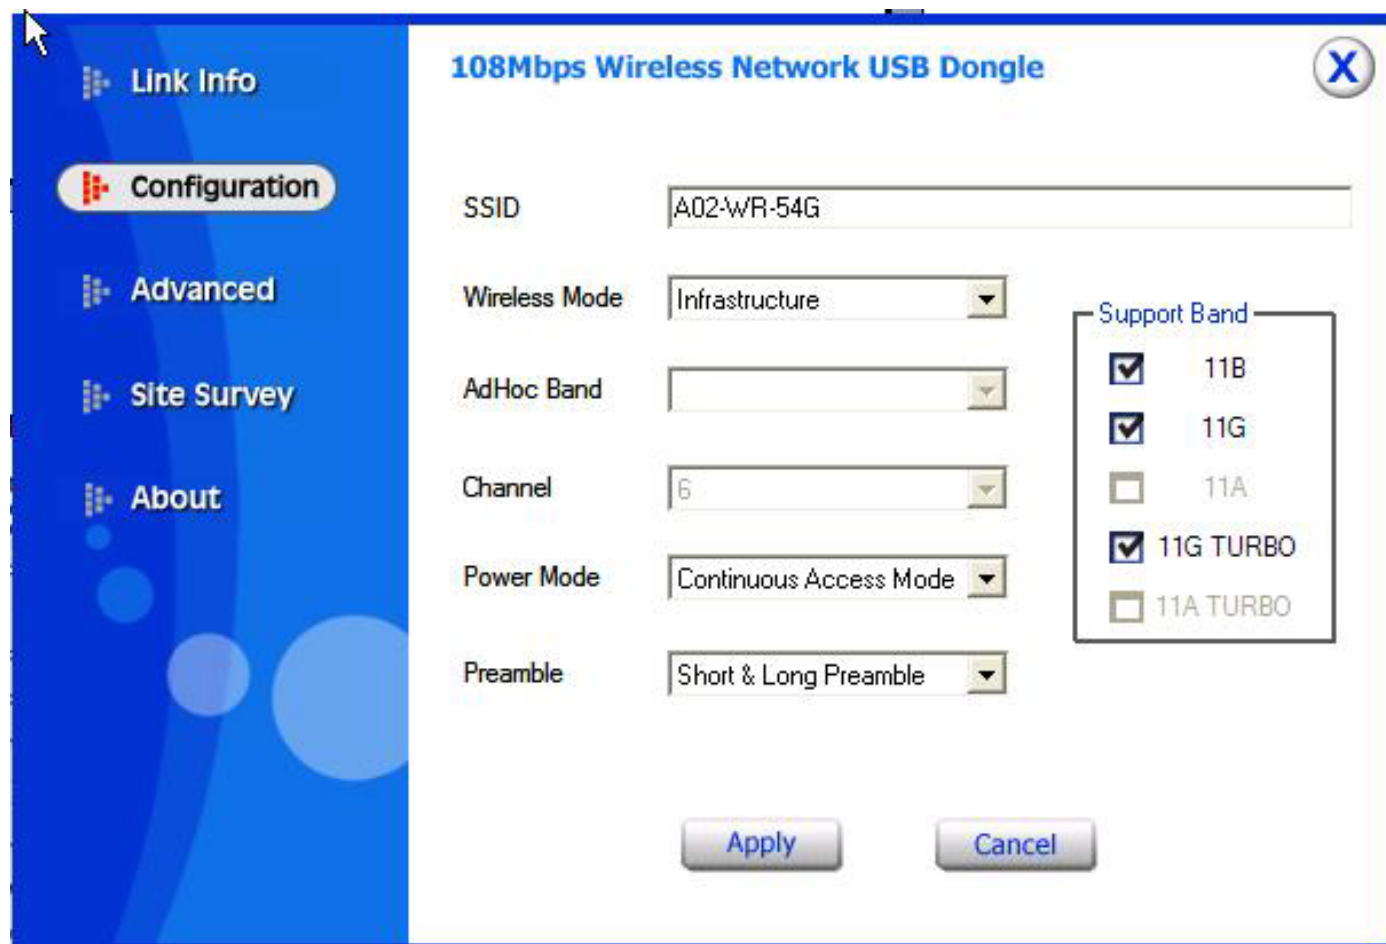 Link Info
Configuration
Advanced
Site Survey
About
108Mbps Wireless Network USB Dongle
X
SSID
A02-WR-54G
Wireless Mode
Infrastructure
AdHoc Band
Channel
6
Power Mode
Continuous Access Mode
Preamble
Short & Long Preamble
Support Band
11B
11G
11A
11G TURBO
11A TURBO
Apply
Cancel